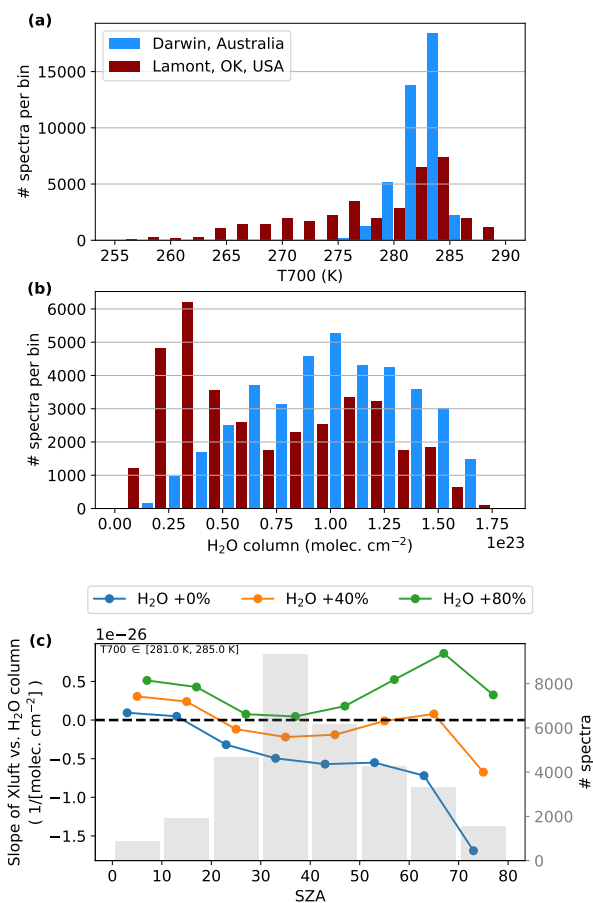 (a)
Darwin, Australia
Lamont, OK, USA
# spectra per bin
15000
10000
5000
0
255 260 265 270 275 280 285 290
T700 (K)
(b)
# spectra per bin
6000
5000
4000
3000
2000
1000
0
0.00 0.25 0.50 0.75 1.00 1.25 1.50 1.75
1e23
H₂O column (molec. cm⁻²)
H₂O +0% H₂O +40% H₂O +80%
(c)
1e−26
T700 ∈ [281.0 K, 285.0 K]
Slope of Xluft vs. H₂O column
( 1/[molec. cm⁻²] )
0.5
0.0
−0.5
−1.0
−1.5
8000
6000
4000
2000
0
# spectra
0 10 20 30 40 50 60 70 80
SZA